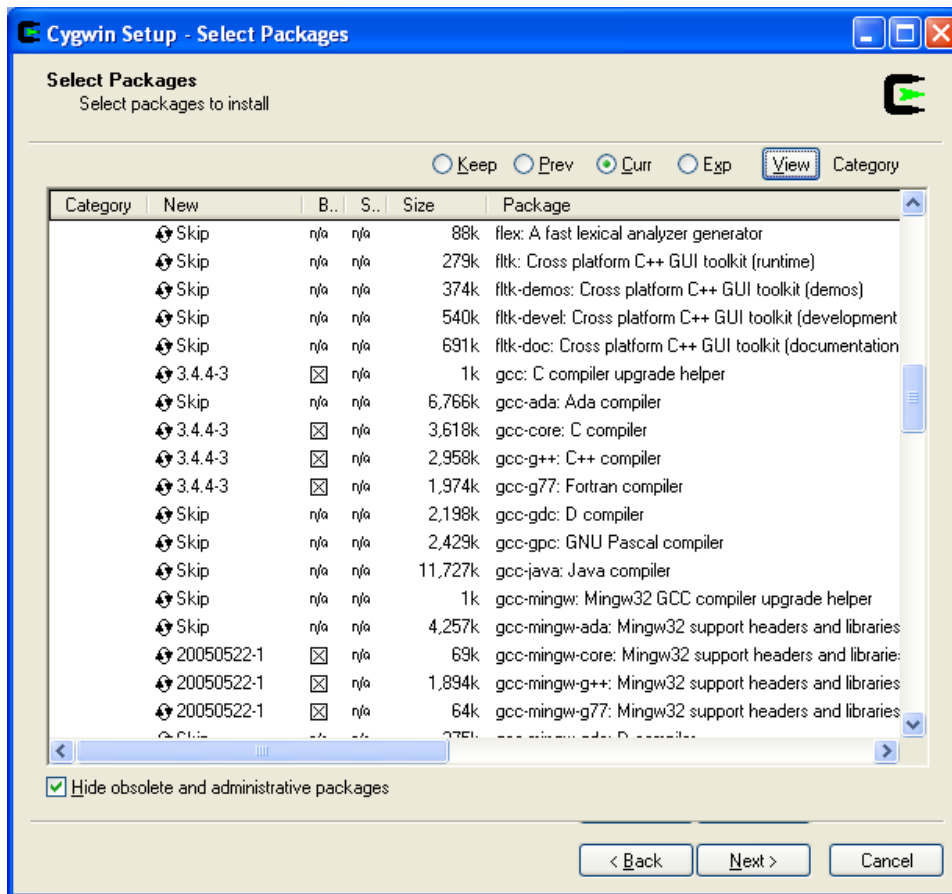 Cygwin Setup - Select Packages
Select Packages
Select packages to install
Keep Prev Curr Exp View Category
Category New B.. S.. Size Package
Skip n/a n/a 88k flex: A fast lexical analyzer generator
Skip n/a n/a 279k fltk: Cross platform C++ GUI toolkit (runtime)
Skip n/a n/a 374k fltk-demos: Cross platform C++ GUI toolkit (demos)
Skip n/a n/a 540k fltk-devel: Cross platform C++ GUI toolkit (development
Skip n/a n/a 691k fltk-doc: Cross platform C++ GUI toolkit (documentation
3.4.4-3 n/a 1k gcc: C compiler upgrade helper
Skip n/a n/a 6,766k gcc-ada: Ada compiler
3.4.4-3 n/a 3,618k gcc-core: C compiler
3.4.4-3 n/a 2,958k gcc-g++: C++ compiler
3.4.4-3 n/a 1,974k gcc-g77: Fortran compiler
Skip n/a n/a 2,198k gcc-gdc: D compiler
Skip n/a n/a 2,429k gcc-gpc: GNU Pascal compiler
Skip n/a n/a 11,727k gcc-java: Java compiler
Skip n/a n/a 1k gcc-mingw: Mingw32 GCC compiler upgrade helper
Skip n/a n/a 4,257k gcc-mingw-ada: Mingw32 support headers and libraries
20050522-1 n/a 69k gcc-mingw-core: Mingw32 support headers and librarie
20050522-1 n/a 1,894k gcc-mingw-g++: Mingw32 support headers and libraries
20050522-1 n/a 64k gcc-mingw-g77: Mingw32 support headers and libraries
Hide obsolete and administrative packages
< Back Next > Cancel